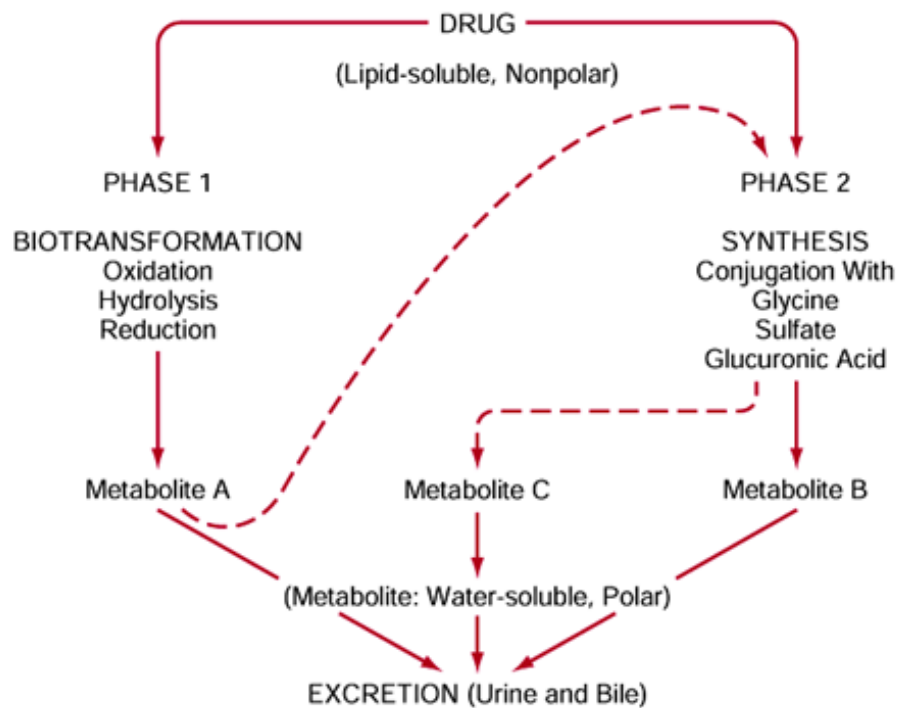 DRUG
(Lipid-soluble, Nonpolar)
PHASE 1
BIOTRANSFORMATION
Oxidation
Hydrolysis
Reduction
PHASE 2
SYNTHESIS
Conjugation With
Glycine
Sulfate
Glucuronic Acid
Metabolite A
Metabolite C
Metabolite B
(Metabolite: Water-soluble, Polar)
EXCRETION (Urine and Bile)